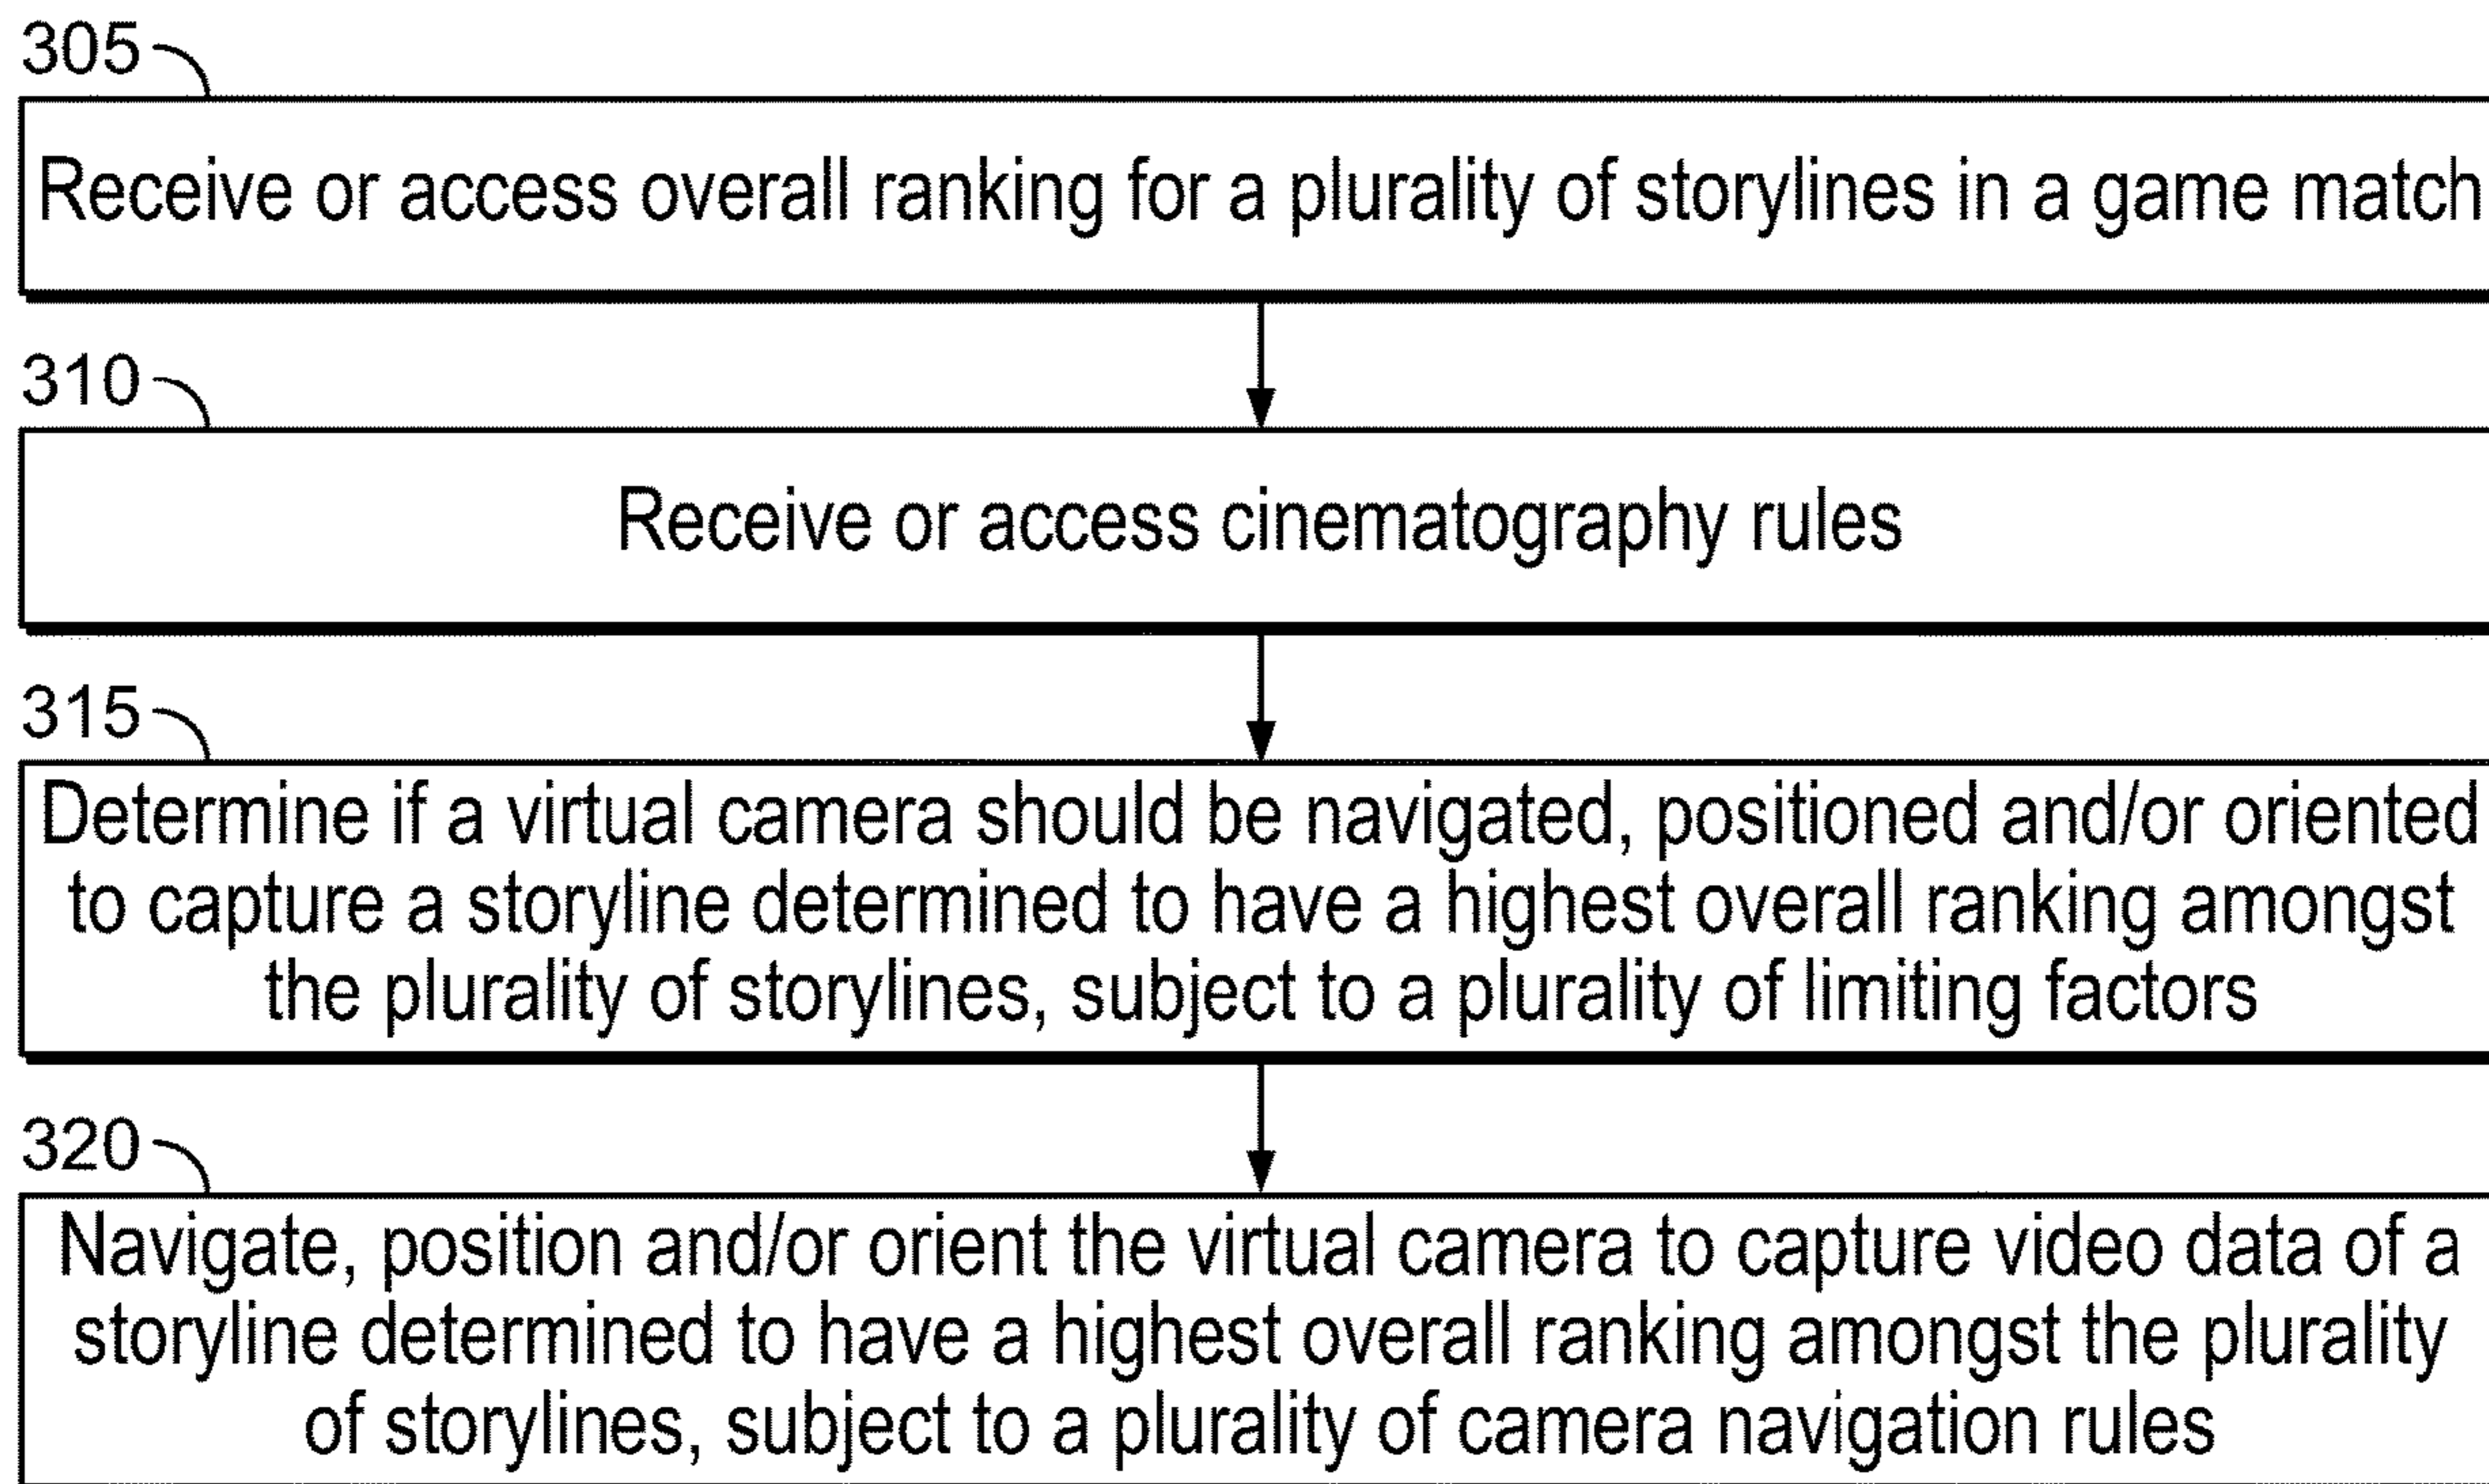 305
Receive or access overall ranking for a plurality of storylines in a game match
310
Receive or access cinematography rules
315
Determine if a virtual camera should be navigated, positioned and/or oriented
to capture a storyline determined to have a highest overall ranking amongst
the plurality of storylines, subject to a plurality of limiting factors
320
Navigate, position and/or orient the virtual camera to capture video data of a
storyline determined to have a highest overall ranking amongst the plurality
of storylines, subject to a plurality of camera navigation rules